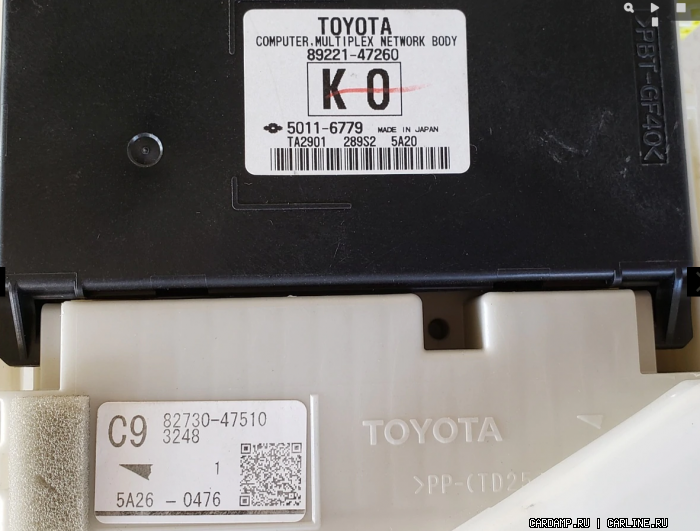 TOYOTA
COMPUTER,MULTIPLEX NETWORK BODY
89221-47260
K O
5011-6779 MADE IN JAPAN
TA2901 289S2 5A20
>PBT-GF40<
C9 82730-47510
3248
1
5A26 - 0476
TOYOTA
>PP-(TD25
CARDAMP.RU | CARLINE.RU